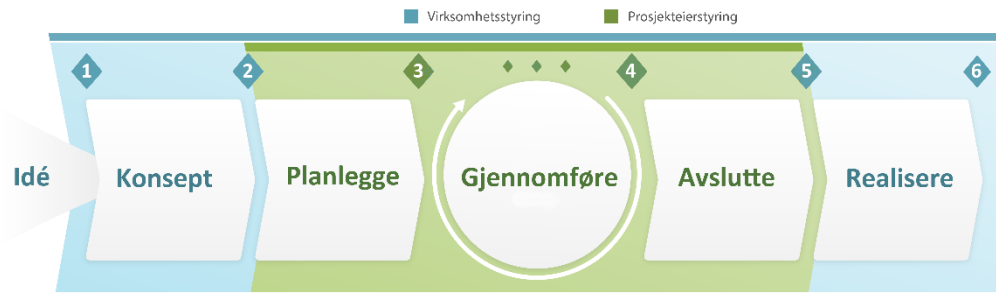 Virksomhetsstyring Prosjekteierstyring
1 2 3 4 5 6
Idé Konsept Planlegge Gjennomføre Avslutte Realisere